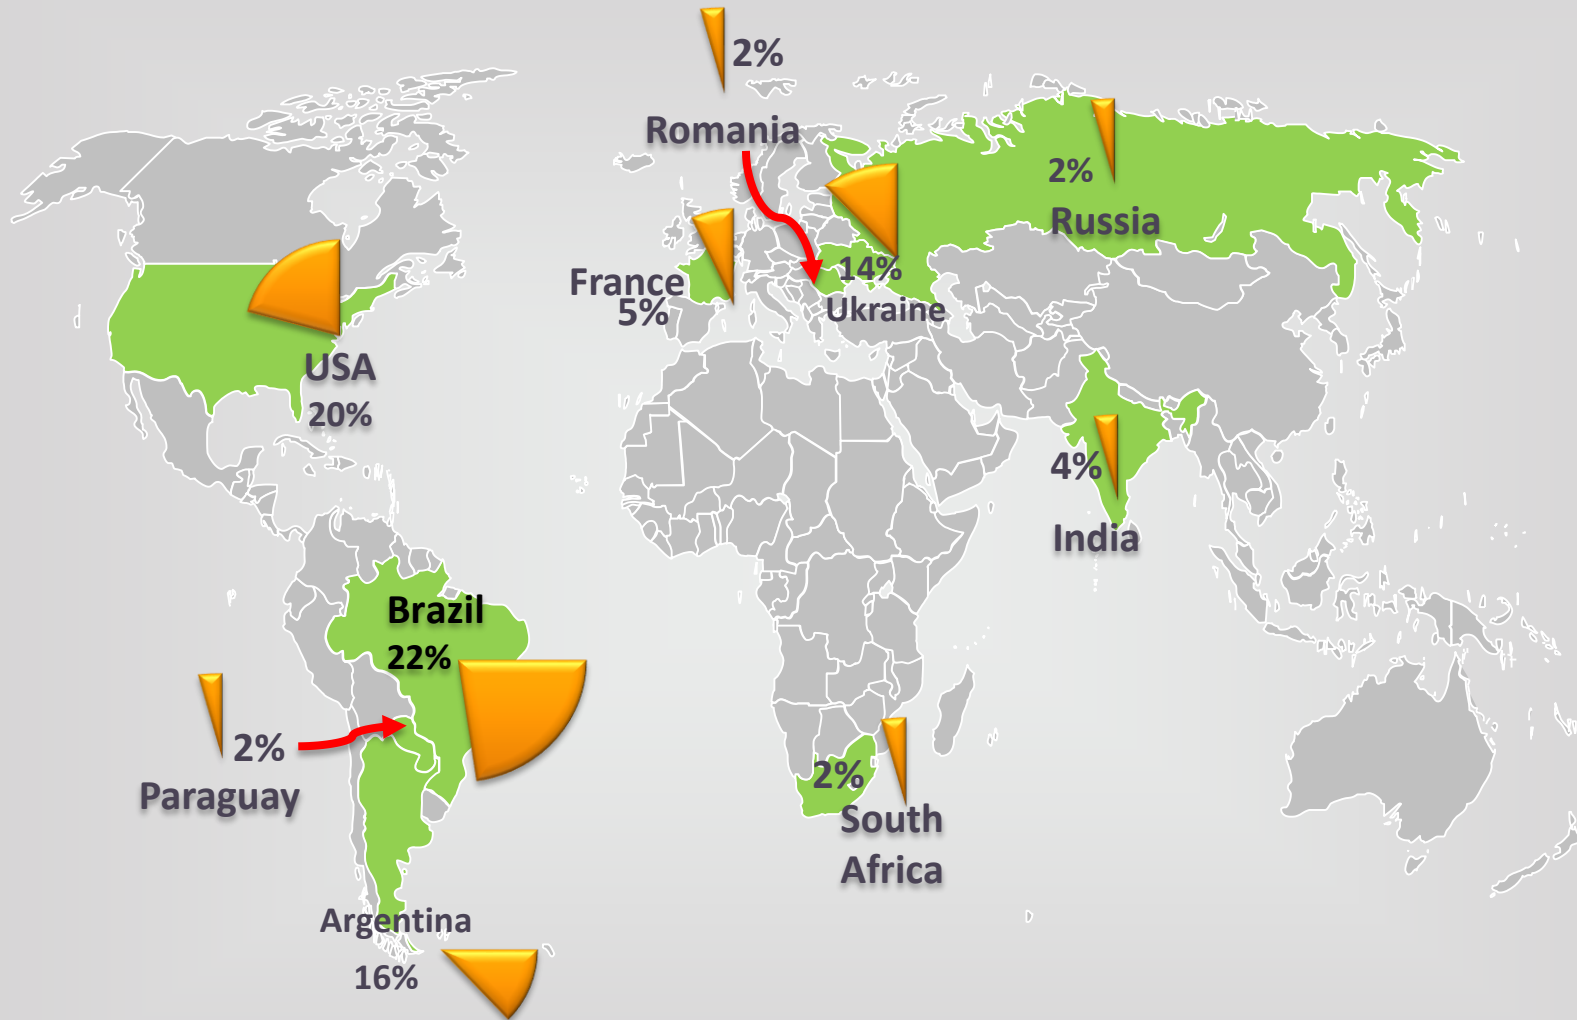 2%
Romania
2%
Russia
France
5%
14%
Ukraine
USA
20%
4%
India
Brazil
22%
2%
Paraguay
2%
South
Africa
Argentina
16%